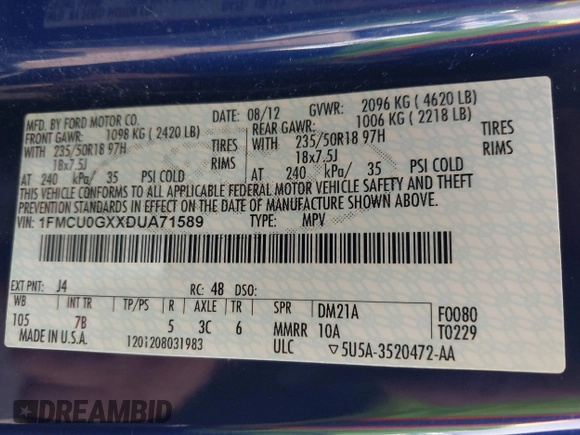 MFD. BY FORD MOTOR CO. DATE: 08/12 GVWR: 2096 KG ( 4620 LB)
FRONT GAWR: 1098 KG ( 2420 LB) REAR GAWR: 1006 KG ( 2218 LB)
WITH 235/50R18 97H TIRES WITH 235/50R18 97H TIRES
18x7.5J RIMS 18x7.5J RIMS
AT 240 kPa/ 35 PSI COLD AT 240 kPa/ 35 PSI COLD
THIS VEHICLE CONFORMS TO ALL APPLICABLE FEDERAL MOTOR VEHICLE SAFETY AND THEFT
PREVENTION STANDARDS IN EFFECT ON THE DATE OF MANUFACTURE SHOWN ABOVE.
VIN: 1FMCU0GXXDUA71589 TYPE: MPV
EXT PNT: J4 RC: 48 DSO:
WB INT TR TP/PS R AXLE TR SPR DM21A F0080
105 7B 5 3C 6 MMRR 10A T0229
MADE IN U.S.A. 1201208031983 ULC ▽5U5A-3520472-AA
DREAMBID